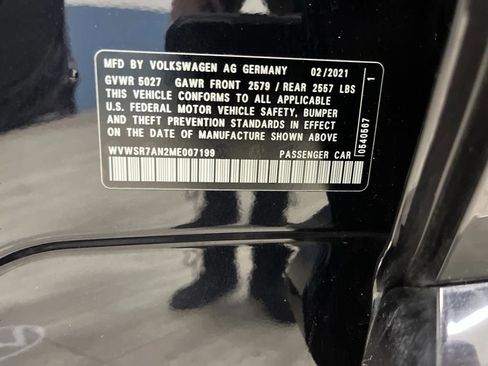 MFD BY VOLKSWAGEN AG GERMANY 02/2021
GVWR 5027 GAWR FRONT 2579 / REAR 2557 LBS
THIS VEHICLE CONFORMS TO ALL APPLICABLE
U.S. FEDERAL MOTOR VEHICLE SAFETY, BUMPER
AND THEFT PREVENTION STANDARDS IN EFFECT
ON THE DATE OF MANUFACTURE SHOWN ABOVE.
WVWSR7AN2ME007199 PASSENGER CAR
0540567 1